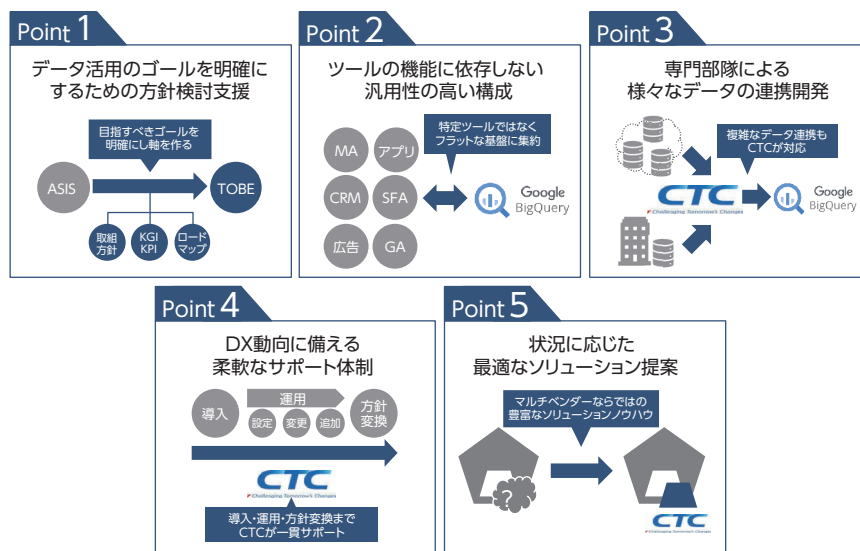 Point 1
データ活用のゴールを明確に
するための方針検討支援
目指すべきゴールを
明確にし軸を作る
ASIS
TOBE
取組
方針
KGI
KPI
ロード
マップ
Point 2
ツールの機能に依存しない
汎用性の高い構成
特定ツールではなく
フラットな基盤に集約
MA
アプリ
CRM
SFA
広告
GA
Google
BigQuery
Point 3
専門部隊による
様々なデータの連携開発
複雑なデータ連携も
CTCが対応
CTC
Challenging Tomorrow's Changes
Google
BigQuery
Point 4
DX動向に備える
柔軟なサポート体制
導入
運用
設定
変更
追加
方針
変換
CTC
Challenging Tomorrow's Changes
導入・運用・方針変換まで
CTCが一貫サポート
Point 5
状況に応じた
最適なソリューション提案
マルチベンダーならではの
豊富なソリューションノウハウ
?
CTC
Challenging Tomorrow's Changes